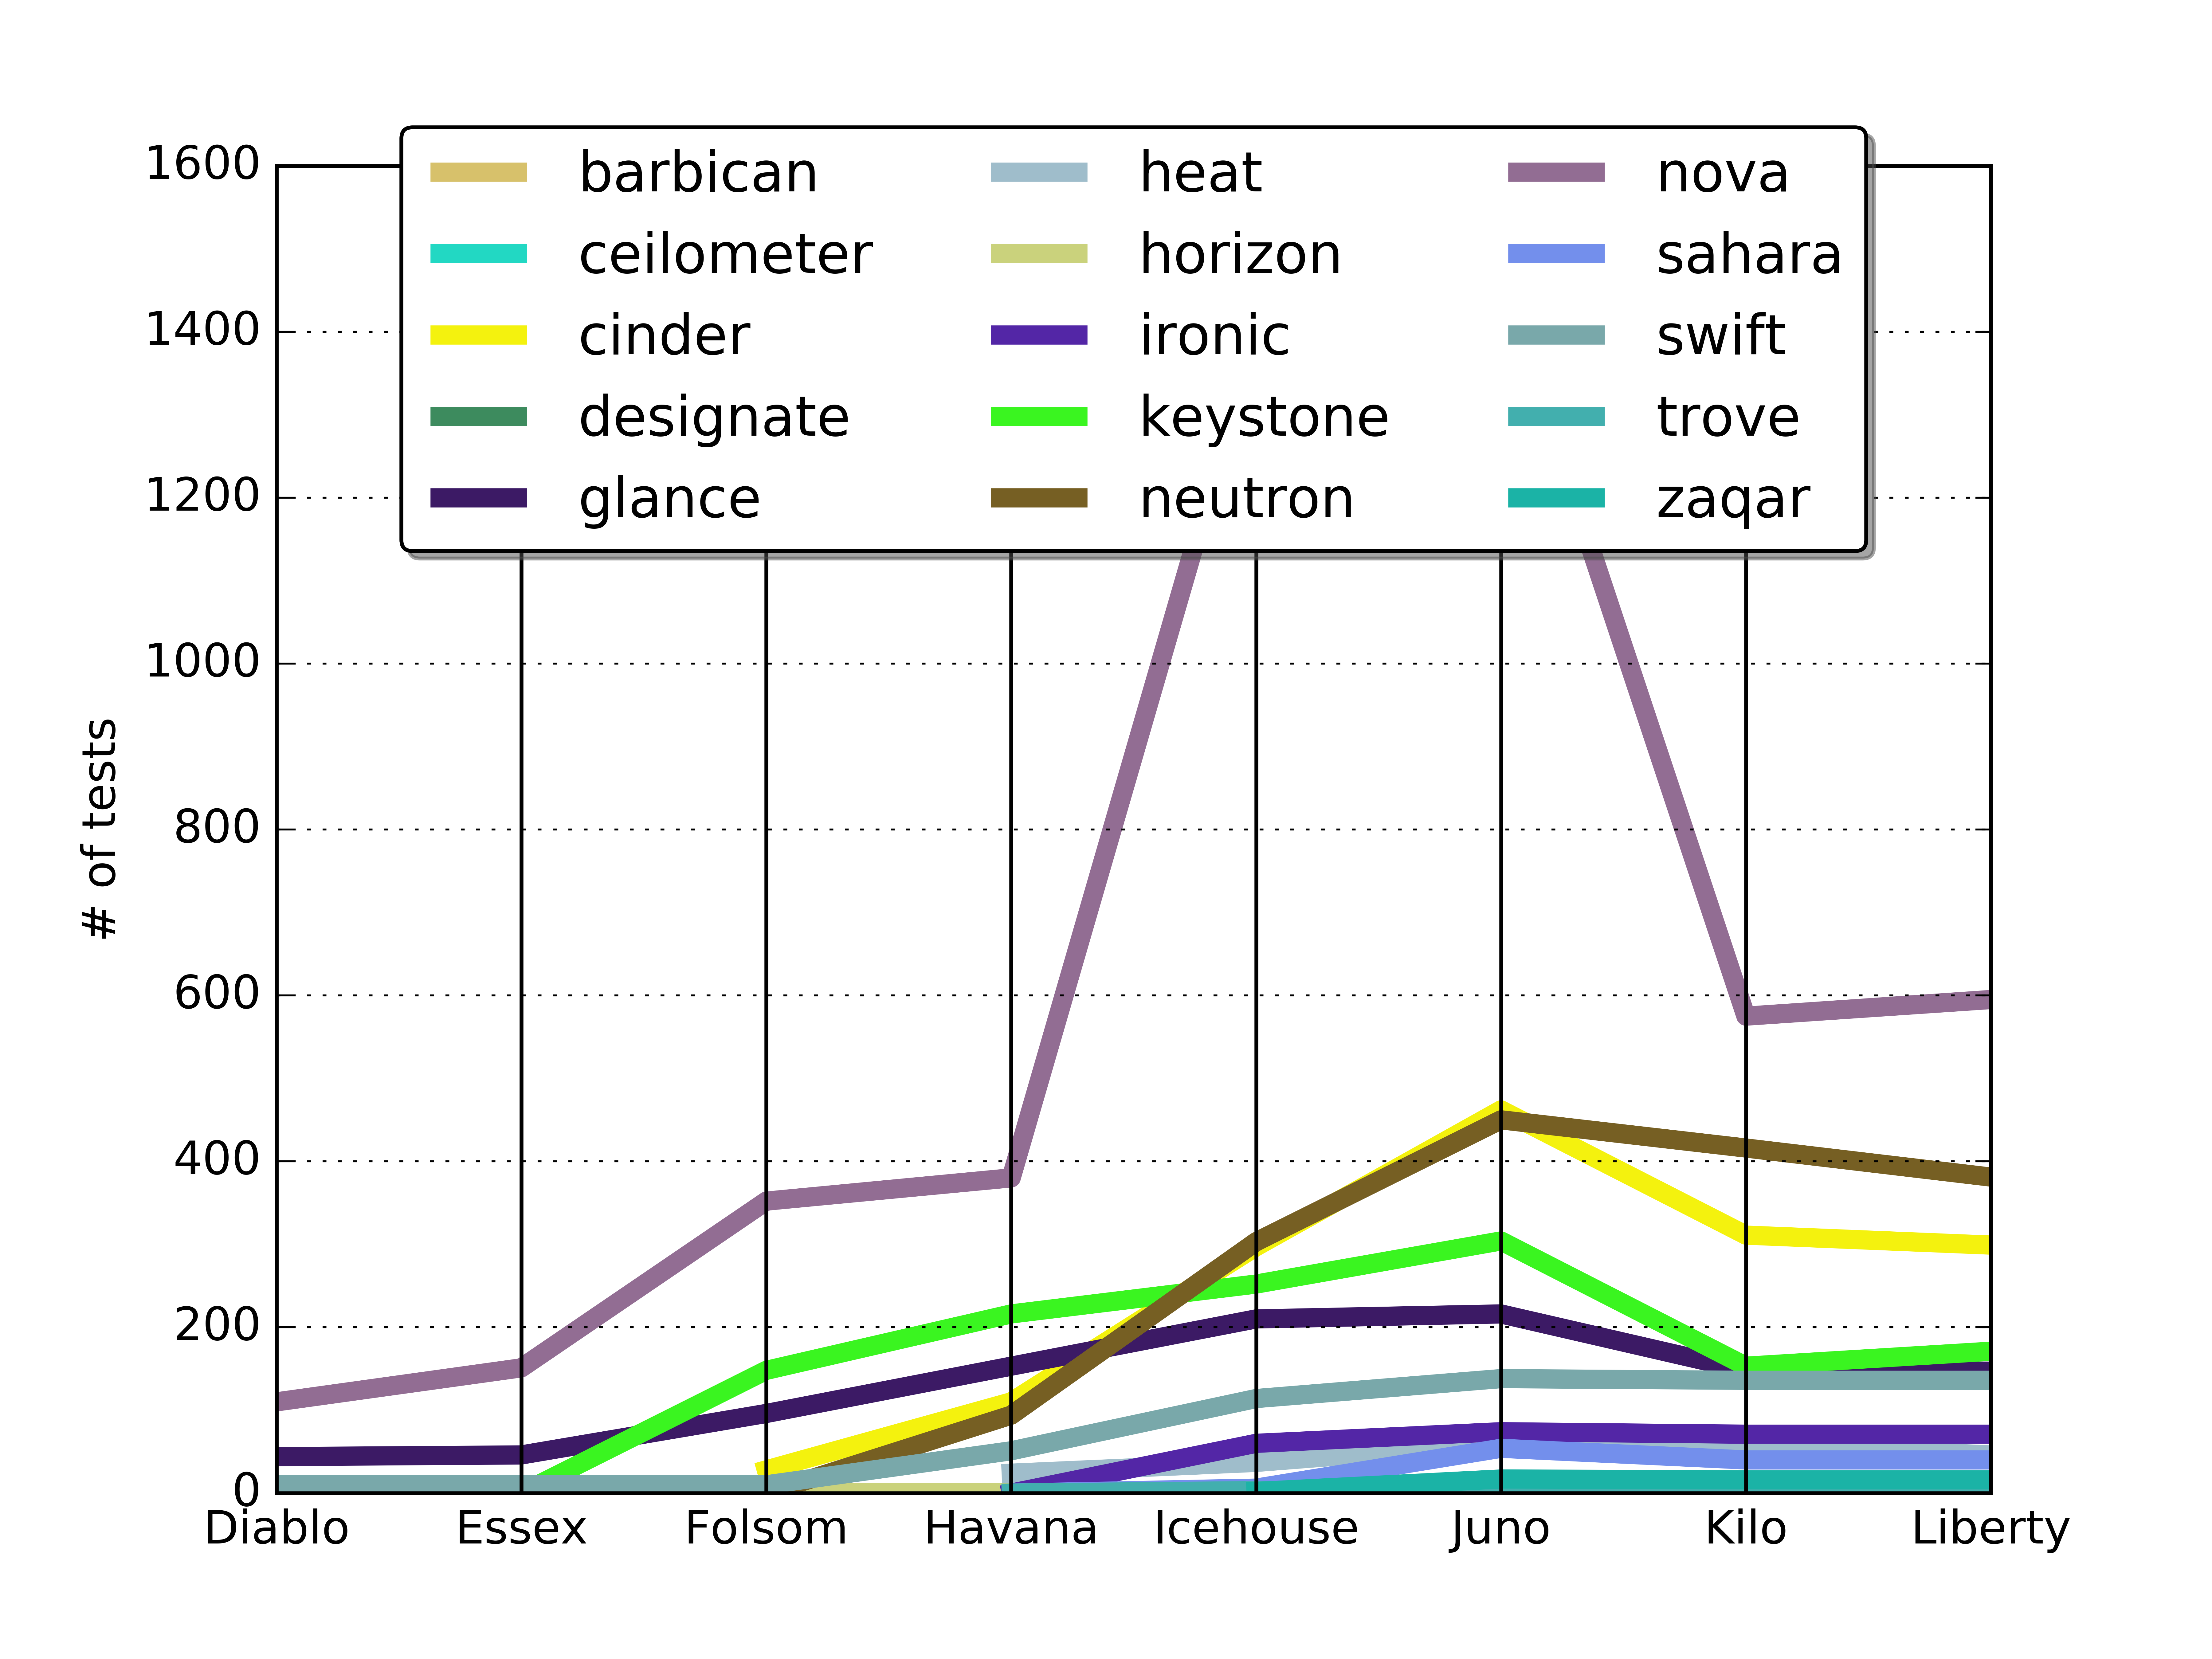 1600
1400
1200
1000
800
600
400
200
0
# of tests
barbican
ceilometer
cinder
designate
glance
heat
horizon
ironic
keystone
neutron
nova
sahara
swift
trove
zaqar
Diablo Essex Folsom Havana Icehouse Juno Kilo Liberty